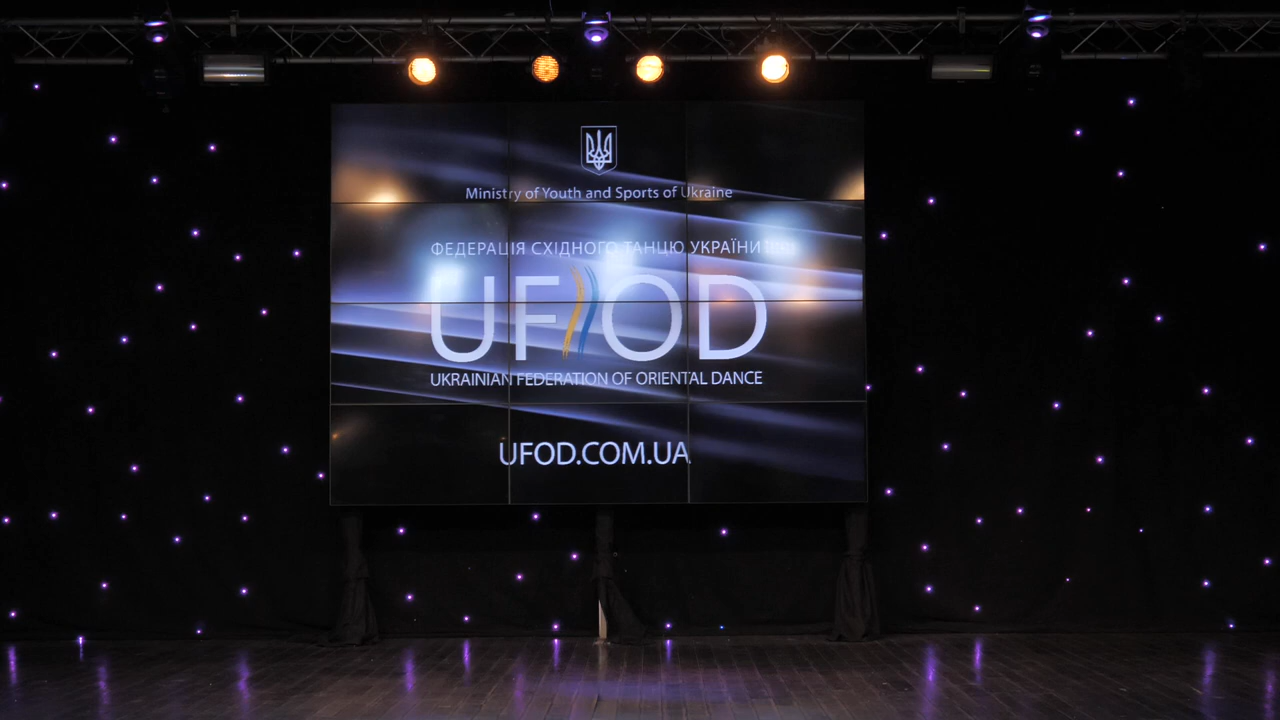 Ministry of Youth and Sports of Ukraine
ФЕДЕРАЦІЯ СХІДНОГО ТАНЦЮ УКРАЇНИ
UFOD
UKRAINIAN FEDERATION OF ORIENTAL DANCE
UFOD.COM.UA